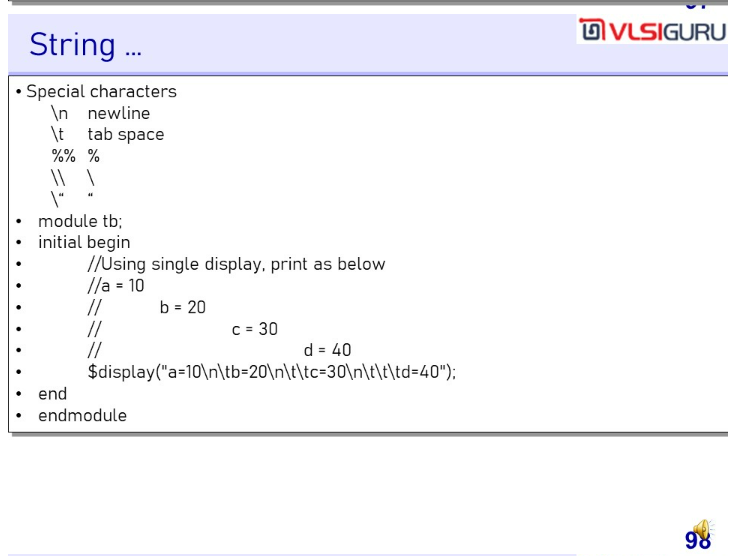 VLSIGURU
String ...
• Special characters
\n newline
\t tab space
%% %
\\ \
\“ “
• module tb;
• initial begin
• //Using single display, print as below
• //a = 10
• // b = 20
• // c = 30
• // d = 40
• $display("a=10\n\tb=20\n\t\tc=30\n\t\t\td=40");
• end
• endmodule
98